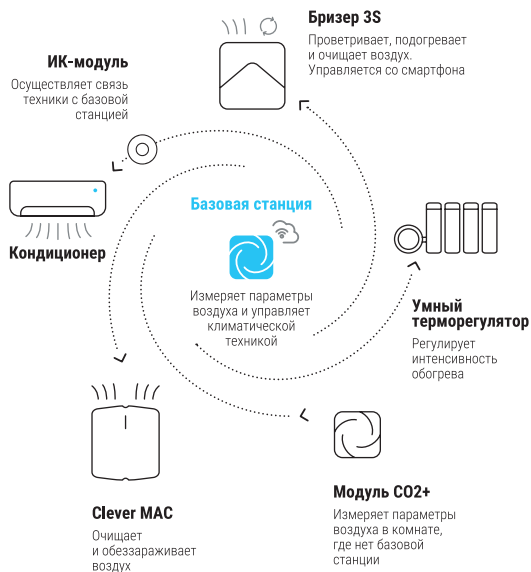 Бризер 3S
Проветривает, подогревает
и очищает воздух.
Управляется со смартфона
ИК-модуль
Осуществляет связь
техники с базовой
станцией
Кондиционер
Базовая станция
Измеряет параметры
воздуха и управляет
климатической
техникой
Умный
терморегулятор
Регулирует
интенсивность
обогрева
Clever MAC
Очищает
и обеззараживает
воздух
Модуль CO2+
Измеряет параметры
воздуха в комнате,
где нет базовой
станции